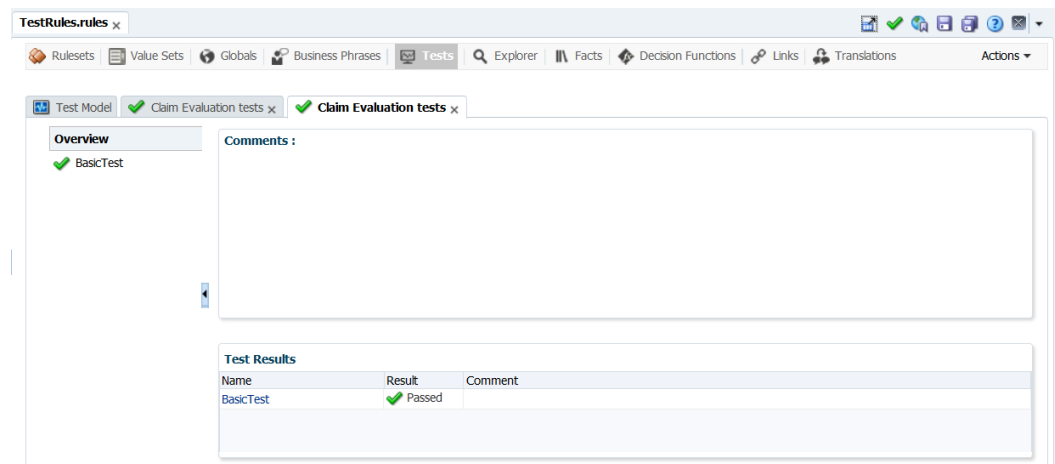 TestRules.rules x
Rulesets Value Sets Globals Business Phrases Tests Explorer Facts Decision Functions Links Translations Actions
Test Model Claim Evaluation tests x Claim Evaluation tests x
Overview
BasicTest
Comments :
Test Results
Name Result Comment
BasicTest Passed